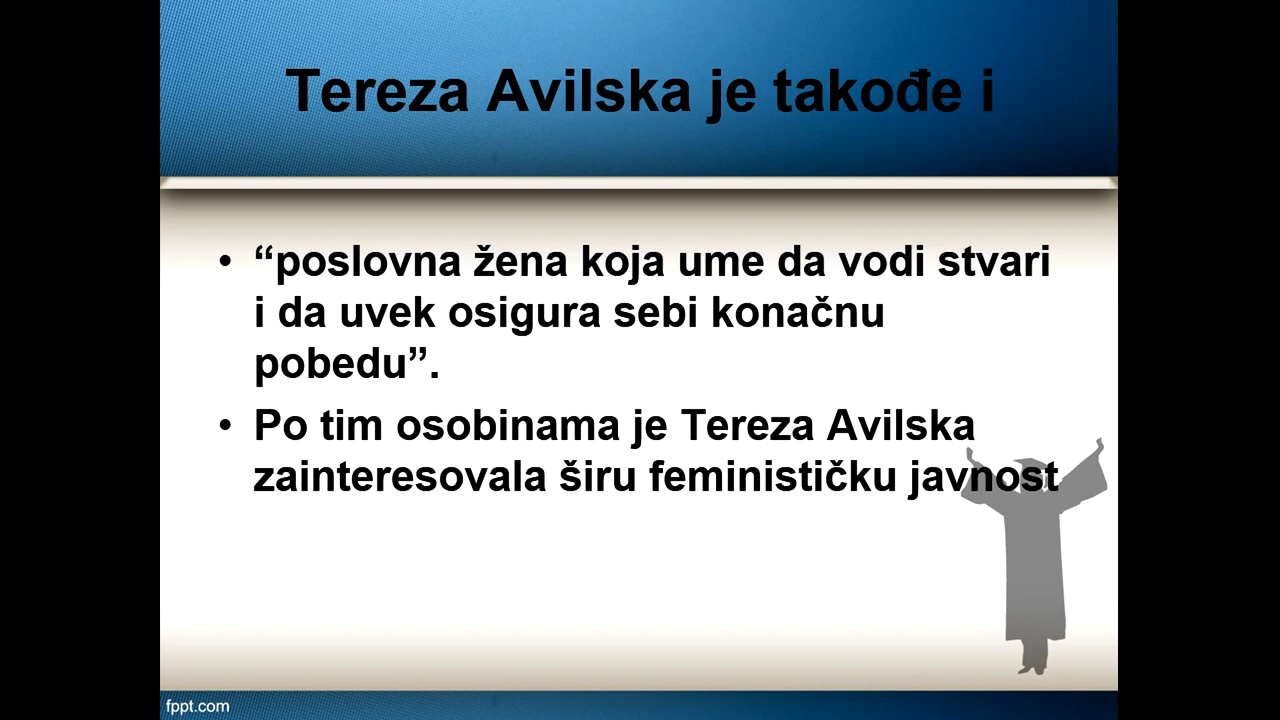 Tereza Avilska je takođe i
• “poslovna žena koja ume da vodi stvari
i da uvek osigura sebi konačnu
pobedu”.
• Po tim osobinama je Tereza Avilska
zainteresovala širu feminističku javnost
fppt.com